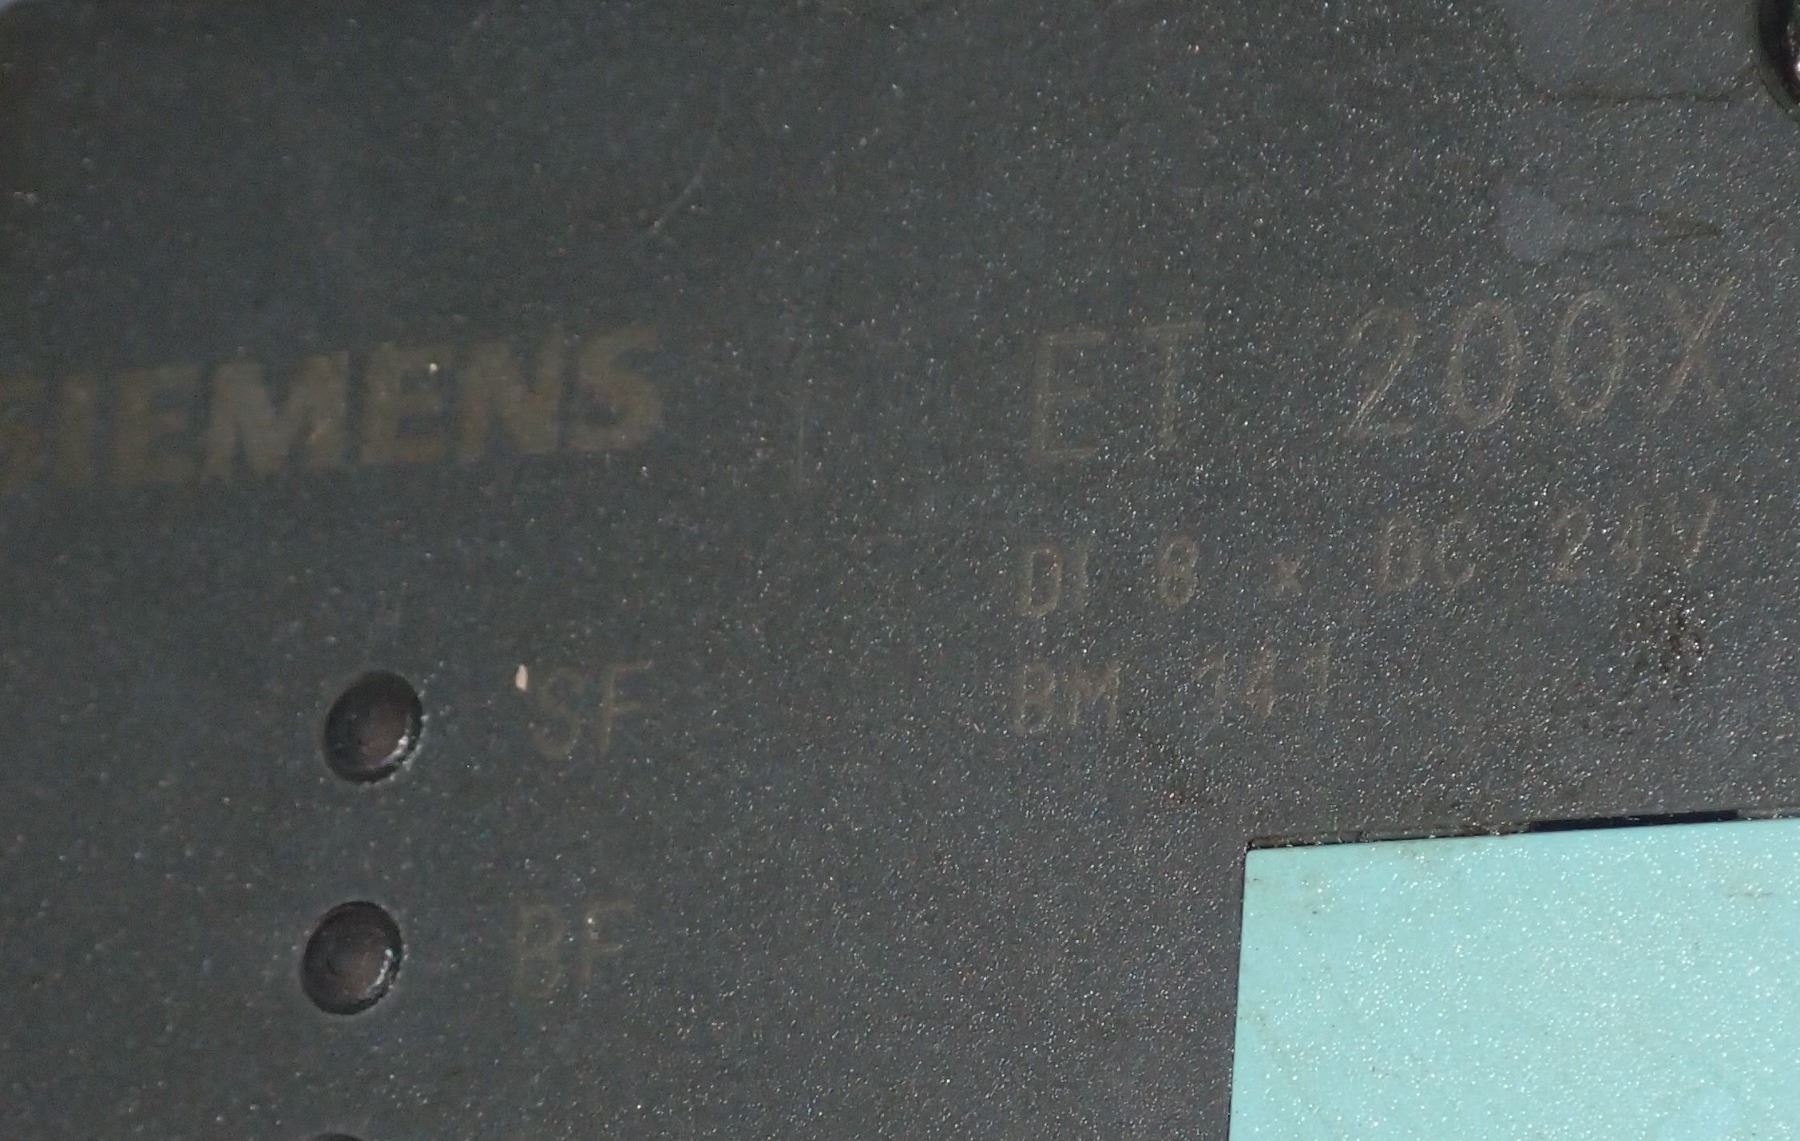 SIEMENS
ET 200X
DI 8 x DC 24V
BM 141
SF
BF